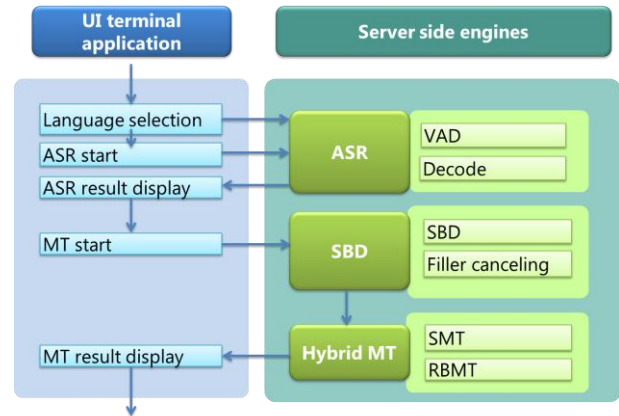 UI terminal
application
Server side engines
Language selection
ASR start
ASR result display
MT start
MT result display
ASR
VAD
Decode
SBD
SBD
Filler canceling
Hybrid MT
SMT
RBMT